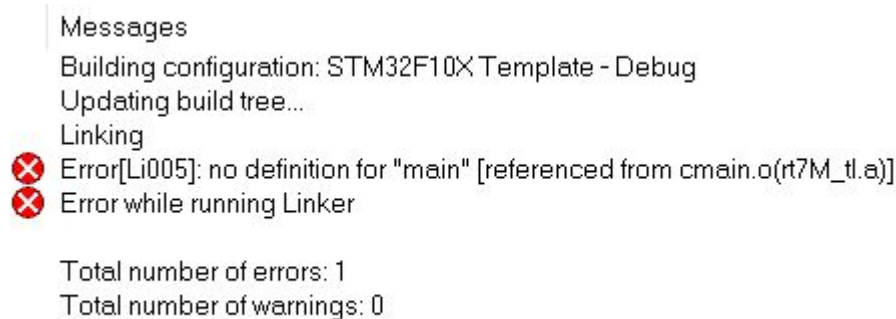 Messages
Building configuration: STM32F10X Template - Debug
Updating build tree...
Linking
Error[Li005]: no definition for "main" [referenced from cmain.o(rt7M_tl.a)]
Error while running Linker
Total number of errors: 1
Total number of warnings: 0